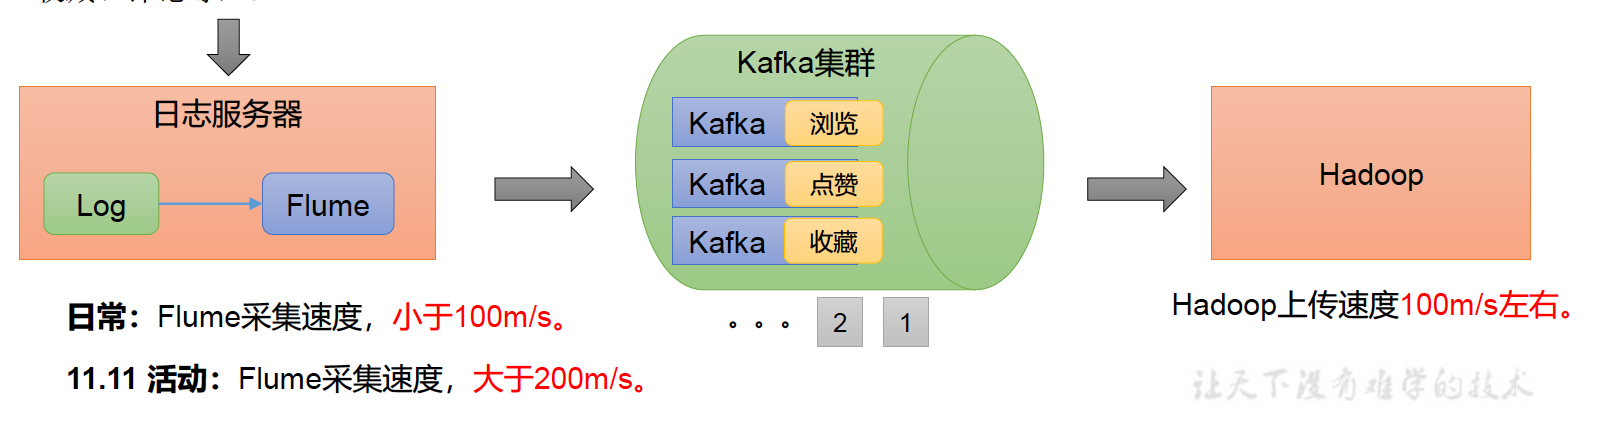 日志服务器
Log
Flume
Kafka集群
Kafka 浏览
Kafka 点赞
Kafka 收藏
Hadoop
日常：Flume采集速度，小于100m/s。
11.11 活动：Flume采集速度，大于200m/s。
。。。 2 1
Hadoop上传速度100m/s左右。
让天下没有难学的技术